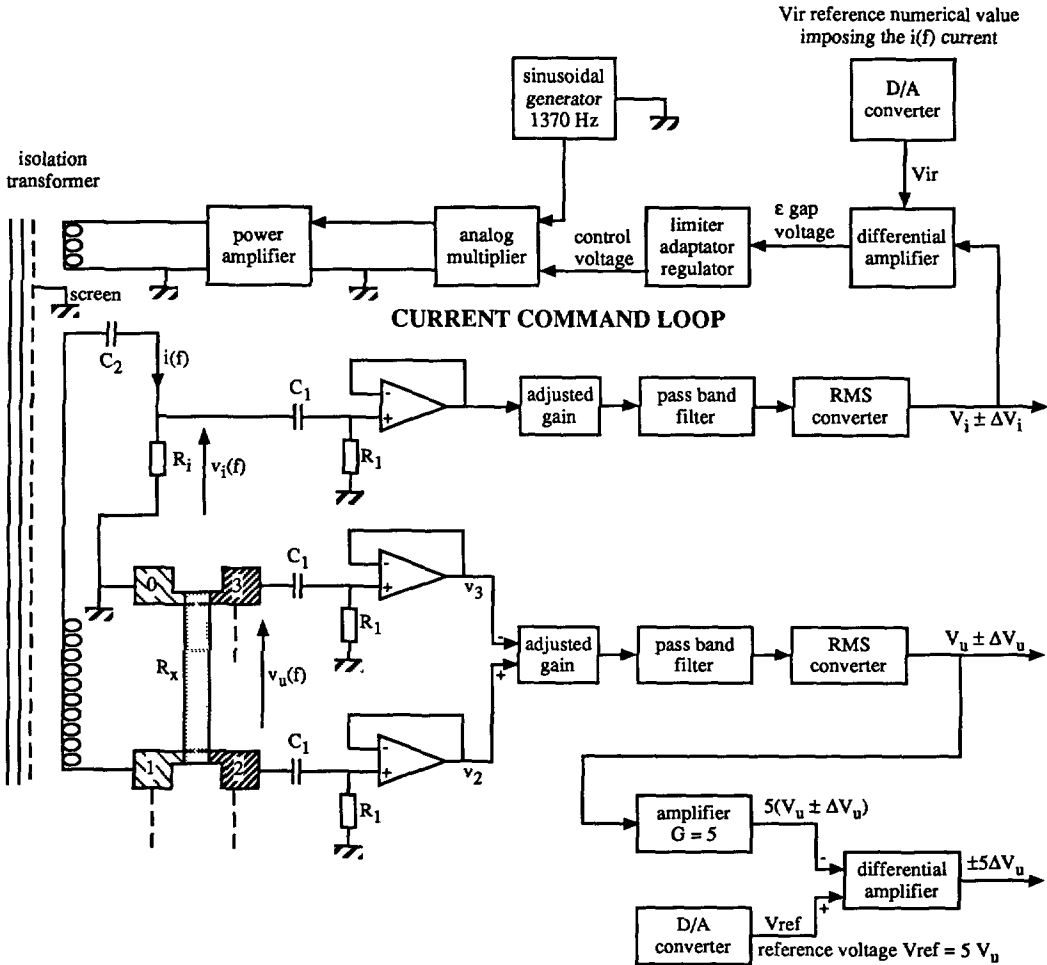 Vir reference numerical value
imposing the i(f) current
sinusoidal
generator
1370 Hz
D/A
converter
isolation
transformer
Vir
power
amplifier
analog
multiplier
control
voltage
limiter
adaptator
regulator
ε gap
voltage
differential
amplifier
screen
CURRENT COMMAND LOOP
C2
i(f)
C1
-
+
adjusted
gain
pass band
filter
RMS
converter
Vi ± ΔVi
Ri
vi(f)
R1
C1
-
+
v3
0
3
R1
-
+
adjusted
gain
pass band
filter
RMS
converter
Vu ± ΔVu
Rx
vu(f)
C1
-
+
v2
1
2
R1
amplifier
G = 5
5(Vu ± ΔVu)
-
+
differential
amplifier
±5ΔVu
D/A
converter
Vref
reference voltage Vref = 5 Vu